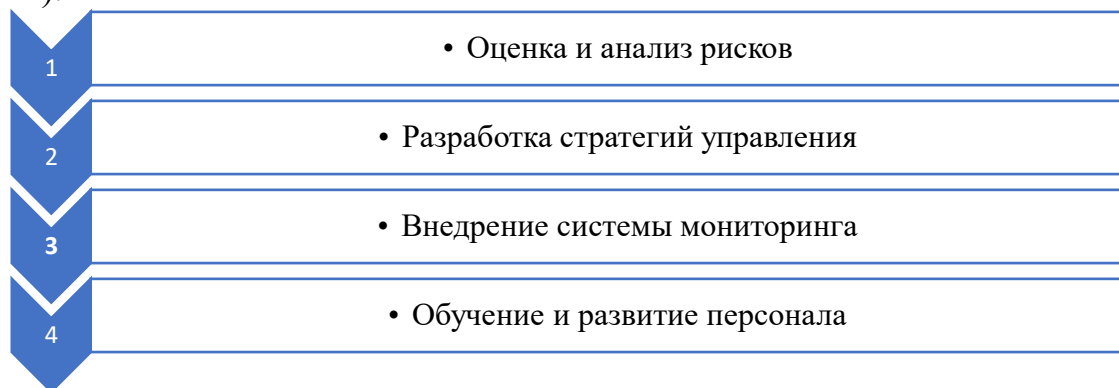 ).
1
• Оценка и анализ рисков
2
• Разработка стратегий управления
3
• Внедрение системы мониторинга
4
• Обучение и развитие персонала